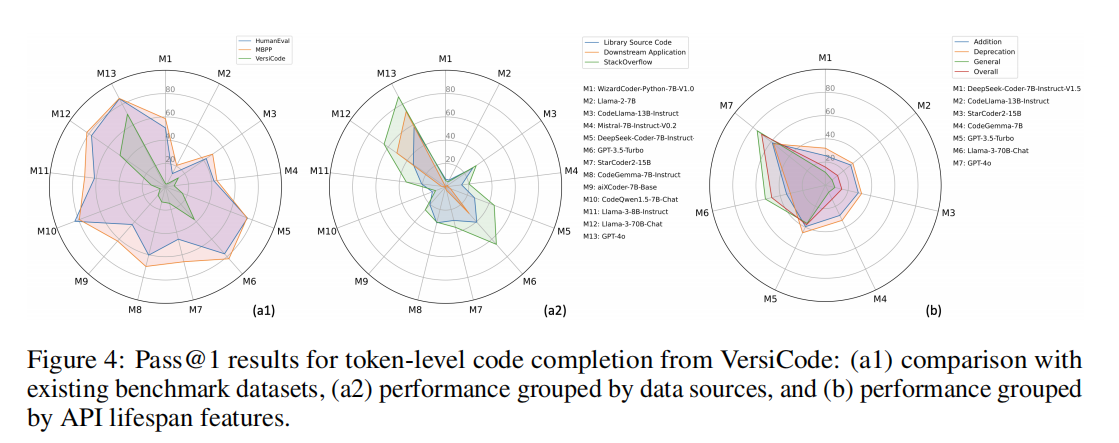 HumanEval
MBPP
VersiCode
M1
M2
M3
M4
M5
M6
M7
M8
M9
M10
M11
M12
M13
80
60
40
20
(a1)
Library Source Code
Downstream Application
StackOverflow
M1
M2
M3
M4
M5
M6
M7
M8
M9
M10
M11
M12
M13
80
60
40
20
(a2)
M1: WizardCoder-Python-7B-V1.0
M2: Llama-2-7B
M3: CodeLlama-13B-Instruct
M4: Mistral-7B-Instruct-V0.2
M5: DeepSeek-Coder-7B-Instruct-
M6: GPT-3.5-Turbo
M7: StarCoder2-15B
M8: CodeGemma-7B-Instruct
M9: aiXCoder-7B-Base
M10: CodeQwen1.5-7B-Chat
M11: Llama-3-8B-Instruct
M12: Llama-3-70B-Chat
M13: GPT-4o
Addition
Deprecation
General
Overall
M1
M2
M3
M4
M5
M6
M7
80
60
40
20
(b)
M1: DeepSeek-Coder-7B-Instruct-V1.5
M2: CodeLlama-13B-Instruct
M3: StarCoder2-15B
M4: CodeGemma-7B
M5: GPT-3.5-Turbo
M6: Llama-3-70B-Chat
M7: GPT-4o
Figure 4: Pass@1 results for token-level code completion from VersiCode: (a1) comparison with
existing benchmark datasets, (a2) performance grouped by data sources, and (b) performance grouped
by API lifespan features.